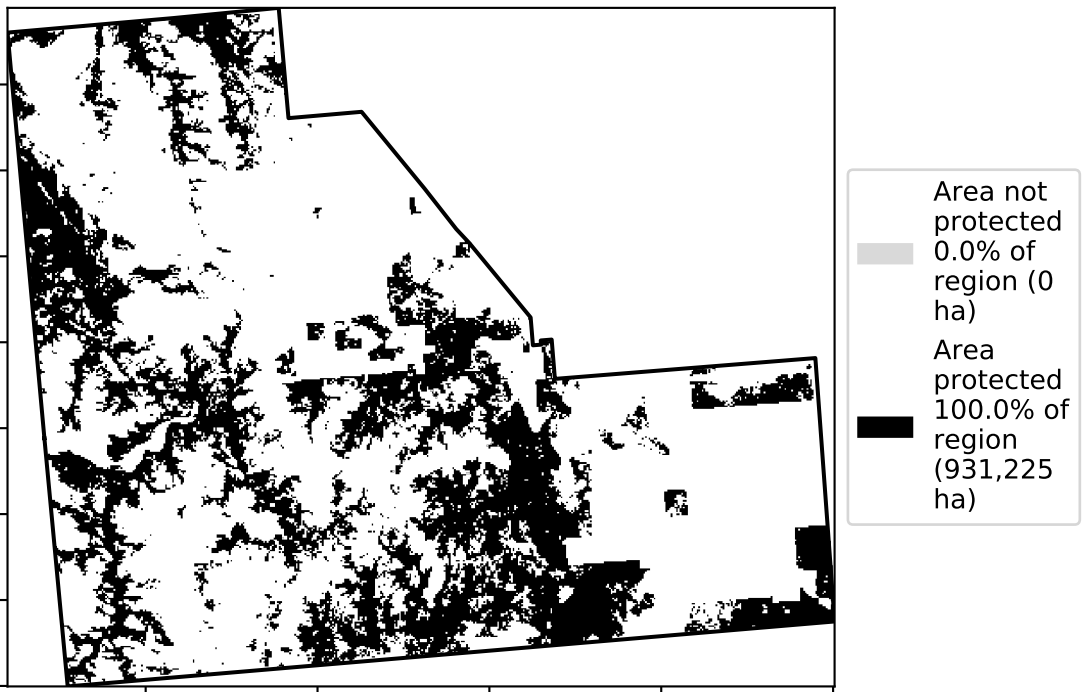 Area not
protected
0.0% of
region (0
ha)
Area
protected
100.0% of
region
(931,225
ha)